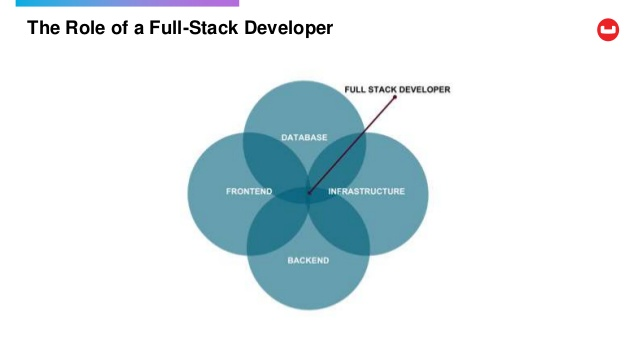 The Role of a Full-Stack Developer
FULL STACK DEVELOPER
DATABASE
FRONTEND
INFRASTRUCTURE
BACKEND